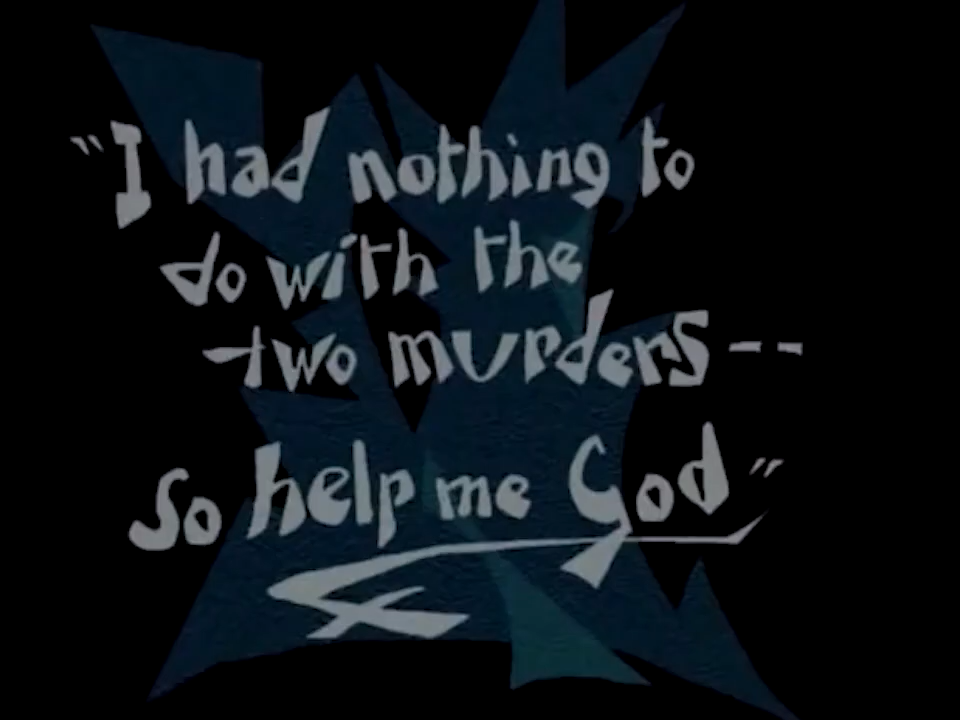 "I had nothing to
do with the
two murders--
So help me God"